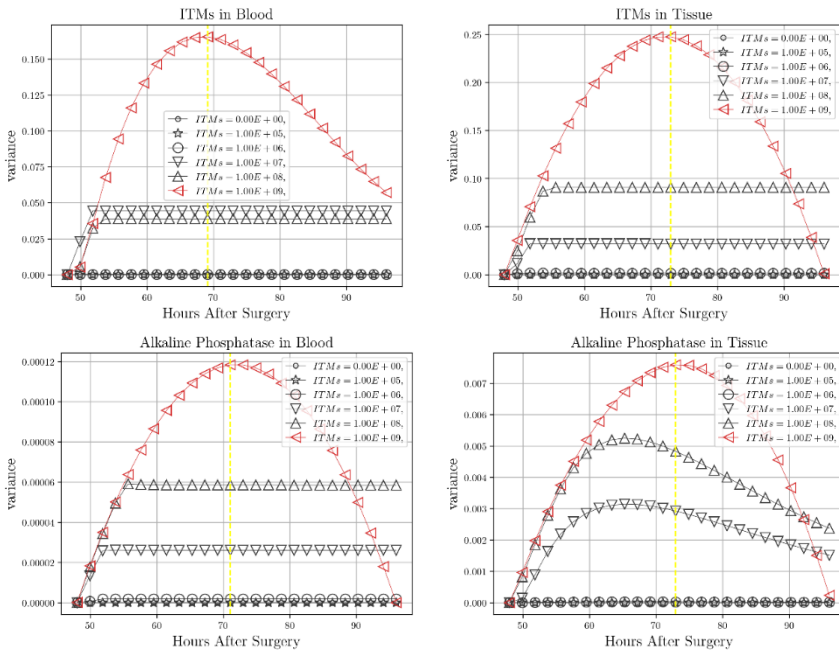 ITMs in Blood
variance
0.150
0.125
0.100
0.075
0.050
0.025
0.000
ITMs = 0.00E + 00,
ITMs − 1.00E + 05,
ITMs = 1.00E + 06,
ITMs = 1.00E + 07,
ITMs − 1.00E + 08,
ITMs = 1.00E + 09,
50 60 70 80 90
Hours After Surgery
ITMs in Tissue
variance
0.25
0.20
0.15
0.10
0.05
0.00
ITMs = 0.00E + 00,
ITMs = 1.00E + 05,
ITMs − 1.00E + 06,
ITMs = 1.00E + 07,
ITMs = 1.00E + 08,
ITMs − 1.00E + 09,
50 60 70 80 90
Hours After Surgery
Alkaline Phosphatase in Blood
variance
0.00012
0.00010
0.00008
0.00006
0.00004
0.00002
0.00000
ITMs = 0.00E + 00,
ITMs = 1.00E + 05,
ITMs − 1.00E + 06,
ITMs = 1.00E + 07,
ITMs = 1.00E + 08,
ITMs − 1.00E + 09,
50 60 70 80 90
Hours After Surgery
Alkaline Phosphatase in Tissue
variance
0.007
0.006
0.005
0.004
0.003
0.002
0.001
0.000
ITMs = 0.00E + 00,
ITMs = 1.00E + 05,
ITMs − 1.00E + 06,
ITMs = 1.00E + 07,
ITMs = 1.00E + 08,
ITMs − 1.00E + 09,
50 60 70 80 90
Hours After Surgery